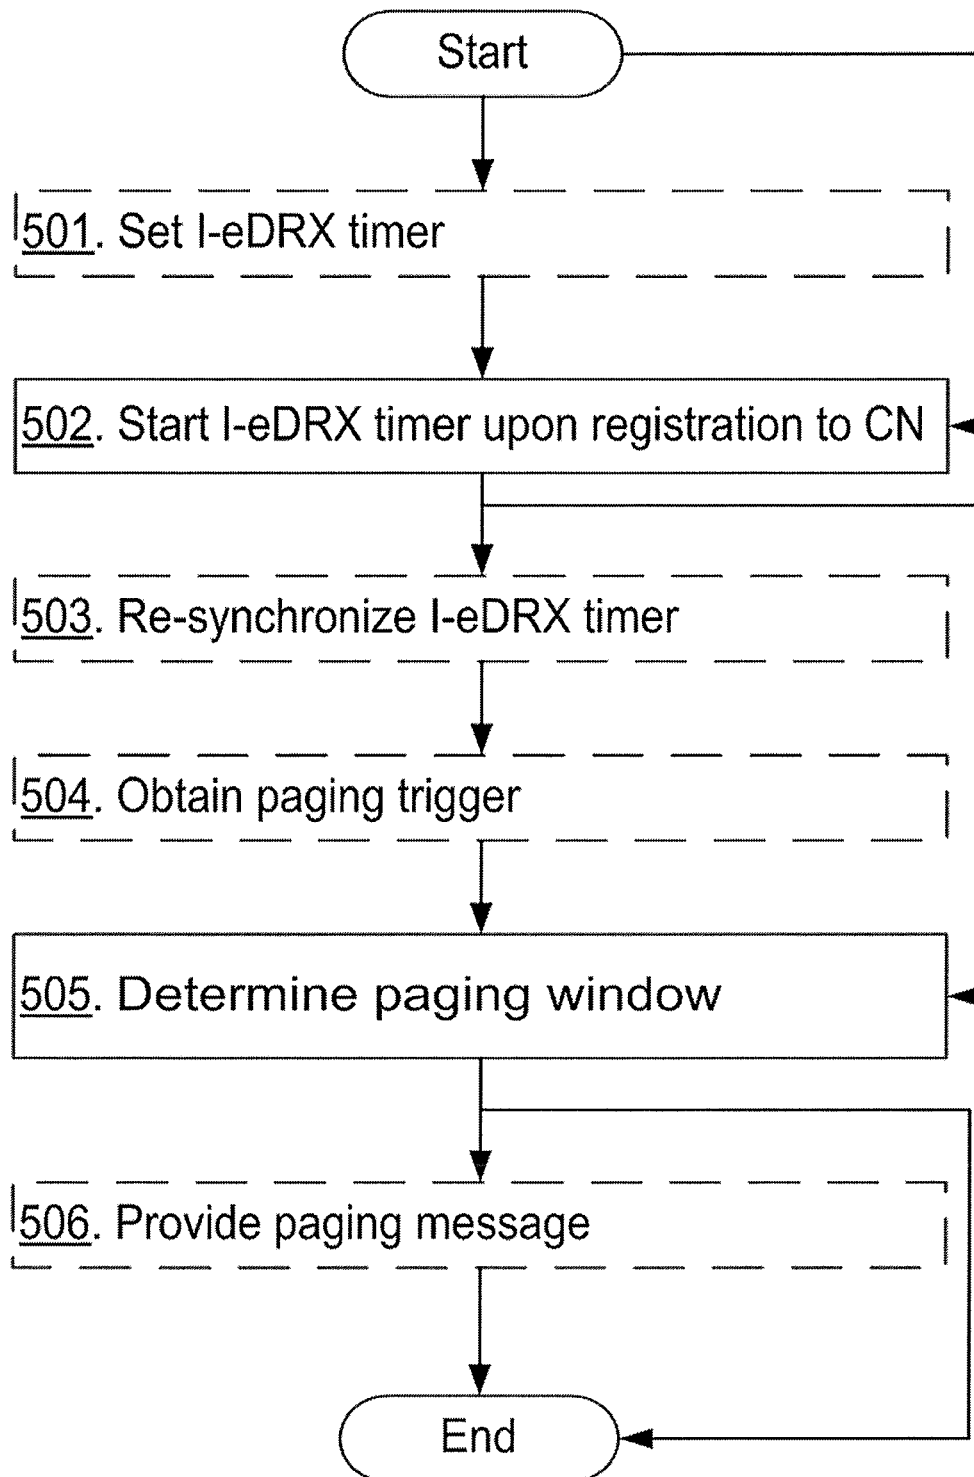 Start
501. Set I-eDRX timer
502. Start I-eDRX timer upon registration to CN
503. Re-synchronize I-eDRX timer
504. Obtain paging trigger
505. Determine paging window
506. Provide paging message
End